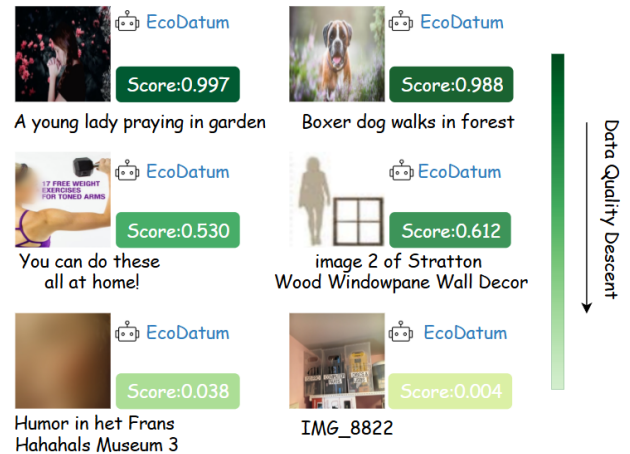 EcoDatum
Score:0.997
A young lady praying in garden
EcoDatum
Score:0.988
Boxer dog walks in forest
17 FREE WEIGHT
EXERCISES
FOR TONED ARMS
EcoDatum
Score:0.530
You can do these
all at home!
EcoDatum
Score:0.612
image 2 of Stratton
Wood Windowpane Wall Decor
EcoDatum
Score:0.038
Humor in het Frans
Hahahals Museum 3
EcoDatum
Score:0.004
IMG_8822
Data Quality Descent